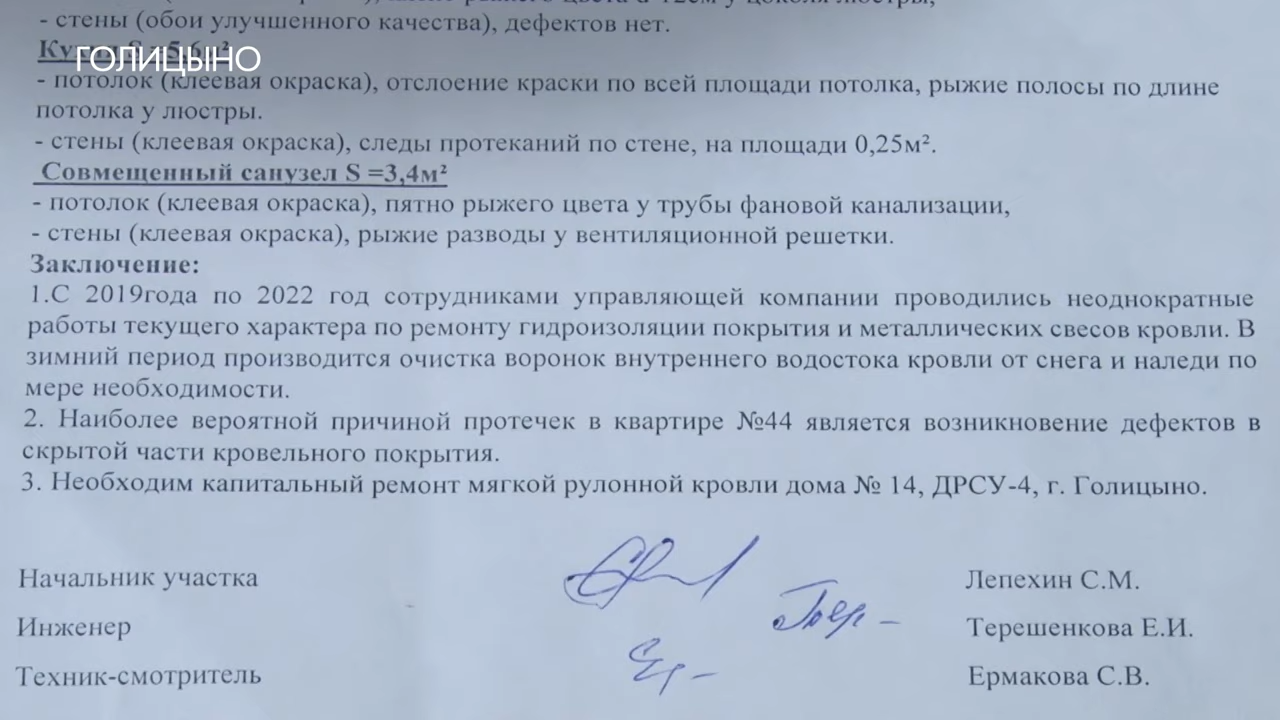 - стены (обои улучшенного качества), дефектов нет.
ГОЛИЦЫНО
- потолок (клеевая окраска), отслоение краски по всей площади потолка, рыжие полосы по длине
потолка у люстры.
- стены (клеевая окраска), следы протеканий по стене, на площади 0,25м².
Совмещенный санузел S =3,4м²
- потолок (клеевая окраска), пятно рыжего цвета у трубы фановой канализации,
- стены (клеевая окраска), рыжие разводы у вентиляционной решетки.
Заключение:
1.С 2019года по 2022 год сотрудниками управляющей компании проводились неоднократные
работы текущего характера по ремонту гидроизоляции покрытия и металлических свесов кровли. В
зимний период производится очистка воронок внутреннего водостока кровли от снега и наледи по
мере необходимости.
2. Наиболее вероятной причиной протечек в квартире №44 является возникновение дефектов в
скрытой части кровельного покрытия.
3. Необходим капитальный ремонт мягкой рулонной кровли дома № 14, ДРСУ-4, г. Голицыно.
Начальник участка Лепехин С.М.
Инженер Терешенкова Е.И.
Техник-смотритель Ермакова С.В.